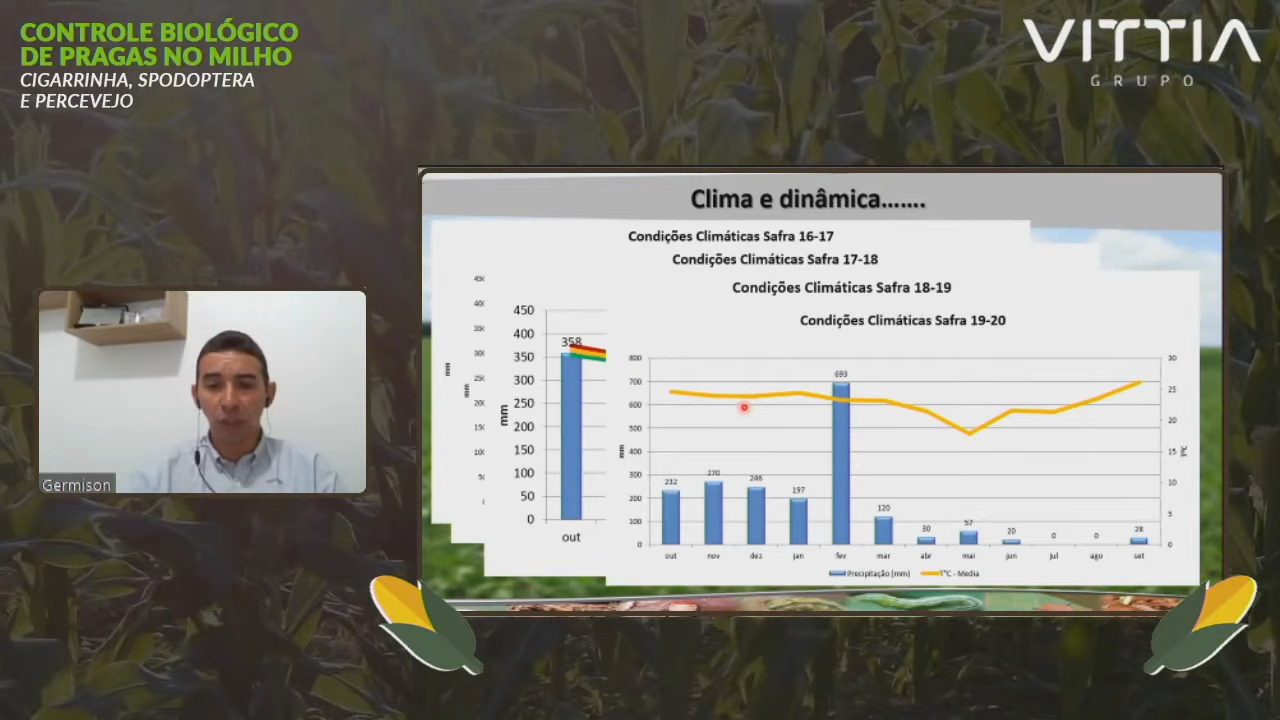 CONTROLE BIOLÓGICO
DE PRAGAS NO MILHO
CIGARRINHA, SPODOPTERA
E PERCEVEJO
VITTIA
GRUPO
Germison
Clima e dinâmica.......
Condições Climáticas Safra 16-17
Condições Climáticas Safra 17-18
Condições Climáticas Safra 18-19
Condições Climáticas Safra 19-20
mm
mm
450
400
350
300
250
200
150
100
50
0
mm
358
out
800
700
600
400
300
200
100
0
mm
30
25
20
15
10
5
0
T°C
232
270
248
197
693
120
30
57
20
0
0
28
out nov dez jan fev mar abr mai jun jul ago set
Precipitação (mm) T°C - Media